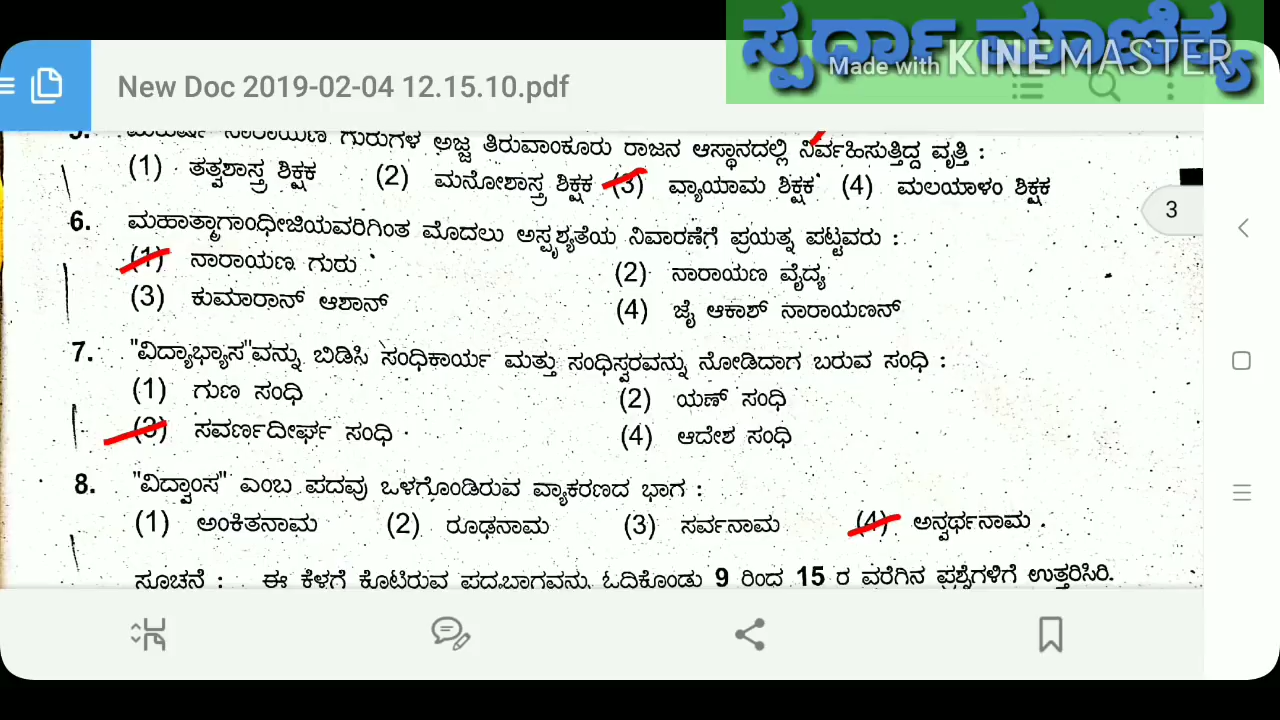 ಸ್ಪರ್ದಾ ಮಾಣಿಕ್ಯ
Made with KINEMASTER
New Doc 2019-02-04 12.15.10.pdf
5. ನಾರಾಯಣ ಗುರುಗಳ ಅಜ್ಜ ತಿರುವಾಂಕೂರು ರಾಜನ ಆಸ್ಥಾನದಲ್ಲಿ ನಿರ್ವಹಿಸುತ್ತಿದ್ದ ವೃತ್ತಿ :
(1) ತತ್ವಶಾಸ್ತ್ರ ಶಿಕ್ಷಕ (2) ಮನೋಶಾಸ್ತ್ರ ಶಿಕ್ಷಕ (3) ವ್ಯಾಯಾಮ ಶಿಕ್ಷಕ (4) ಮಲಯಾಳಂ ಶಿಕ್ಷಕ
3
6. ಮಹಾತ್ಮಾಗಾಂಧೀಜಿಯವರಿಗಿಂತ ಮೊದಲು ಅಸ್ಪೃಶ್ಯತೆಯ ನಿವಾರಣೆಗೆ ಪ್ರಯತ್ನ ಪಟ್ಟವರು :
(1) ನಾರಾಯಣ ಗುರು (2) ನಾರಾಯಣ ವೈದ್ಯ
(3) ಕುಮಾರಾನ್ ಆಶಾನ್ (4) ಜೈ ಆಕಾಶ್ ನಾರಾಯಣನ್
7. "ವಿದ್ಯಾಭ್ಯಾಸ"ವನ್ನು ಬಿಡಿಸಿ ಸಂಧಿಕಾರ್ಯ ಮತ್ತು ಸಂಧಿಸ್ವರವನ್ನು ನೋಡಿದಾಗ ಬರುವ ಸಂಧಿ :
(1) ಗುಣ ಸಂಧಿ (2) ಯಣ್ ಸಂಧಿ
(3) ಸವರ್ಣದೀರ್ಘ ಸಂಧಿ (4) ಆದೇಶ ಸಂಧಿ
8. "ವಿದ್ವಾಂಸ" ಎಂಬ ಪದವು ಒಳಗೊಂಡಿರುವ ವ್ಯಾಕರಣದ ಭಾಗ :
(1) ಅಂಕಿತನಾಮ (2) ರೂಢನಾಮ (3) ಸರ್ವನಾಮ (4) ಅನ್ವರ್ಥನಾಮ .
ಸೂಚನೆ : ಈ ಕೆಳಗೆ ಕೊಟ್ಟಿರುವ ಪದ್ಯಭಾಗವನ್ನು ಓದಿಕೊಂಡು 9 ರಿಂದ 15 ರ ವರೆಗಿನ ಪ್ರಶ್ನೆಗಳಿಗೆ ಉತ್ತರಿಸಿರಿ.